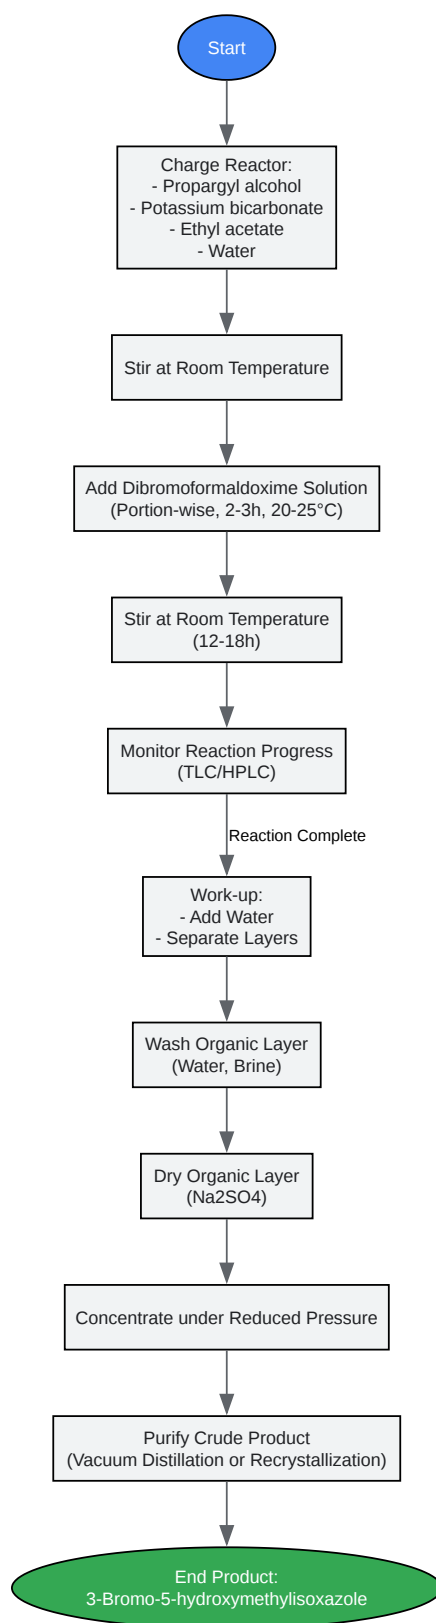 Start
Charge Reactor:
- Propargyl alcohol
- Potassium bicarbonate
- Ethyl acetate
- Water
Stir at Room Temperature
Add Dibromoformaldoxime Solution
(Portion-wise, 2-3h, 20-25°C)
Stir at Room Temperature
(12-18h)
Monitor Reaction Progress
(TLC/HPLC)
Reaction Complete
Work-up:
- Add Water
- Separate Layers
Wash Organic Layer
(Water, Brine)
Dry Organic Layer
(Na2SO4)
Concentrate under Reduced Pressure
Purify Crude Product
(Vacuum Distillation or Recrystallization)
End Product:
3-Bromo-5-hydroxymethylisoxazole